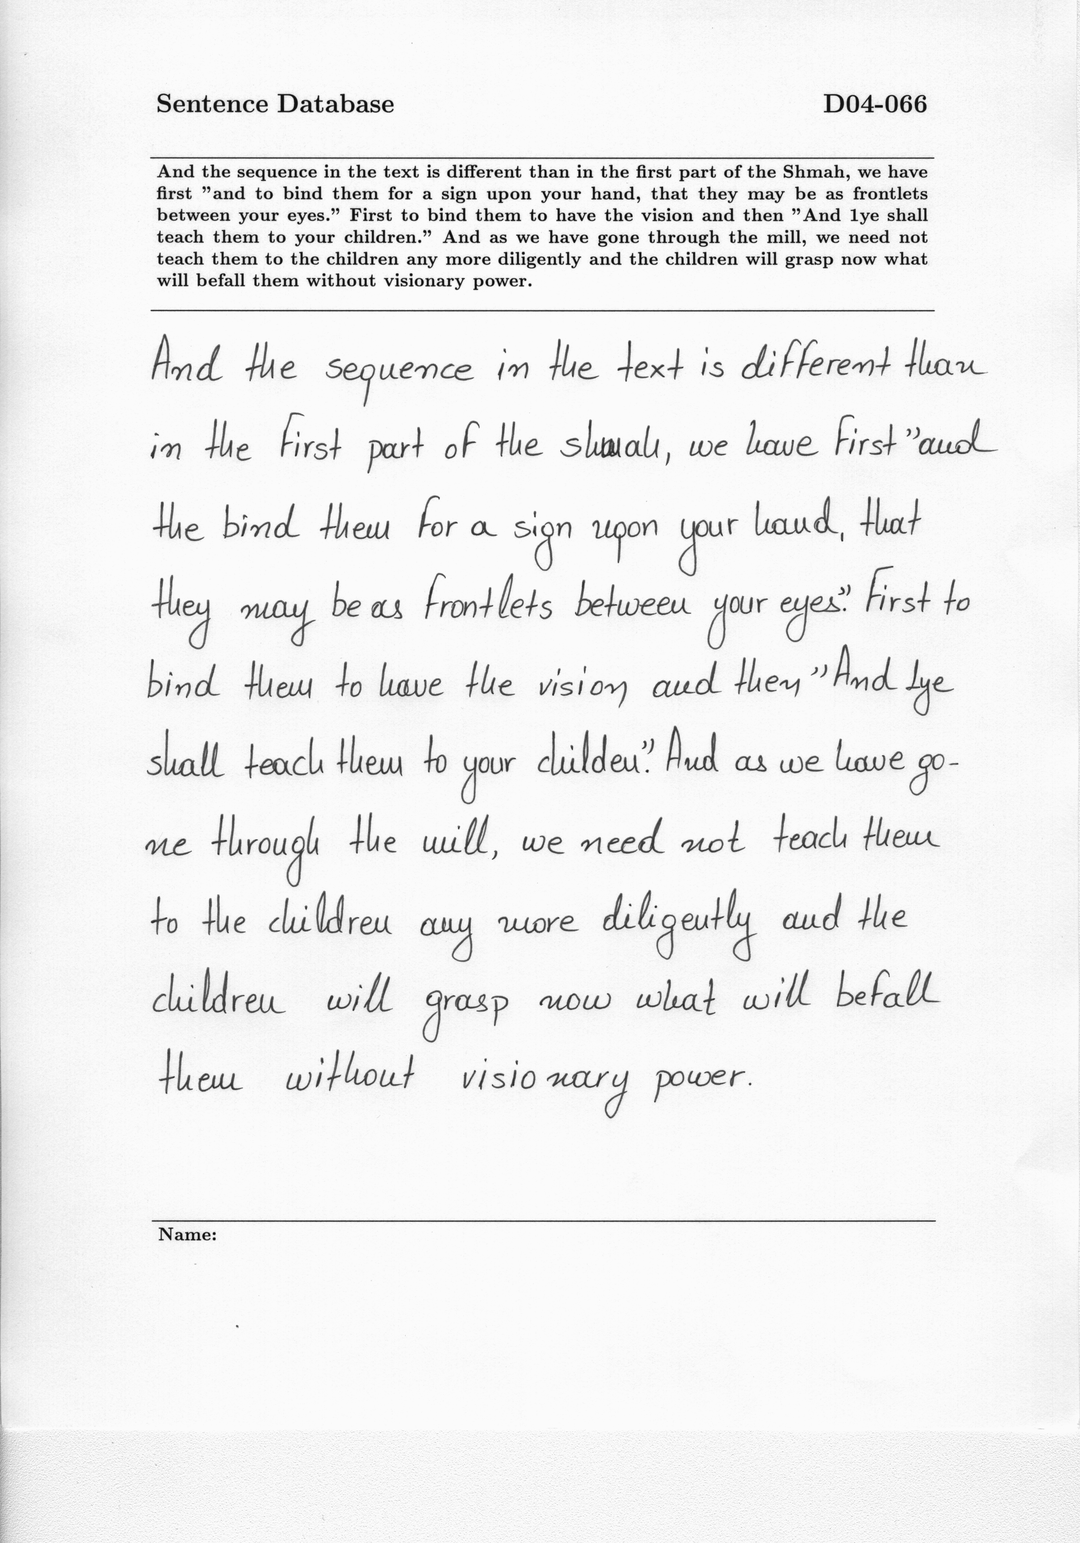 Sentence Database D04-066
And the sequence in the text is different than in the first part of the Shmah, we have
first "and to bind them for a sign upon your hand, that they may be as frontlets
between your eyes." First to bind them to have the vision and then "And 1ye shall
teach them to your children." And as we have gone through the mill, we need not
teach them to the children any more diligently and the children will grasp now what
will befall them without visionary power.
And the sequence in the text is different than
in the first part of the shmah, we have first "and
the bind them for a sign upon your hand, that
they may be as frontlets between your eyes." First to
bind them to have the vision and then "And 1ye
shall teach them to your childen." And as we have go-
ne through the mill, we need not teach them
to the children any more diligently and the
children will grasp now what will befall
them without visionary power.
Name: